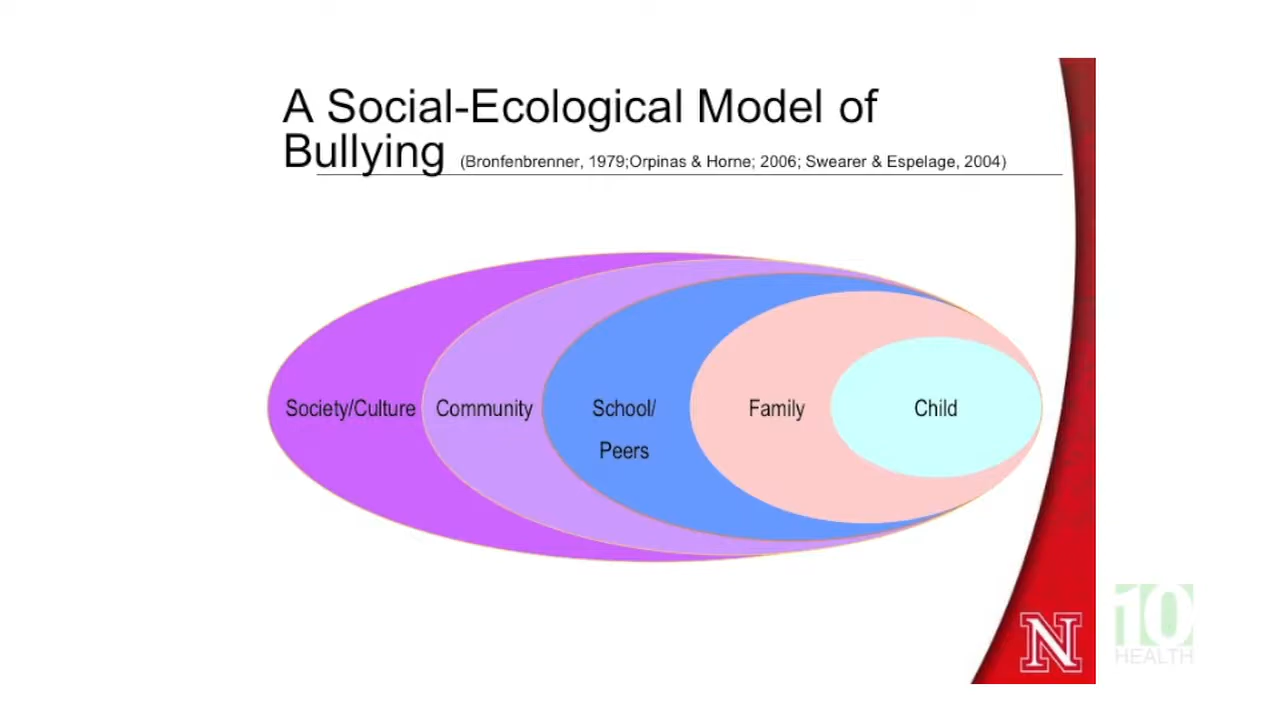 A Social-Ecological Model of
Bullying (Bronfenbrenner, 1979;Orpinas & Horne; 2006; Swearer & Espelage, 2004)
Society/Culture Community School/ Family Child
Peers
N
10
HEALTH